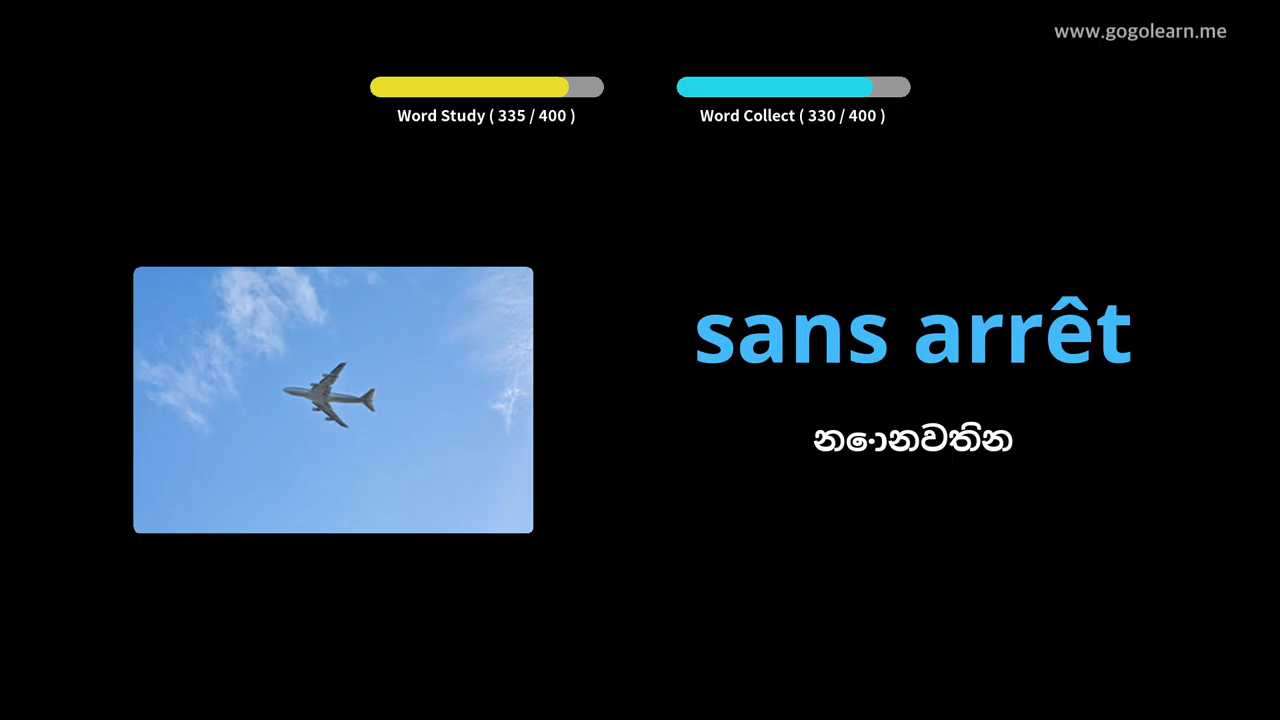 www.gogolearn.me
Word Study ( 335 / 400 )
Word Collect ( 330 / 400 )
sans arrêt
නොනවතින